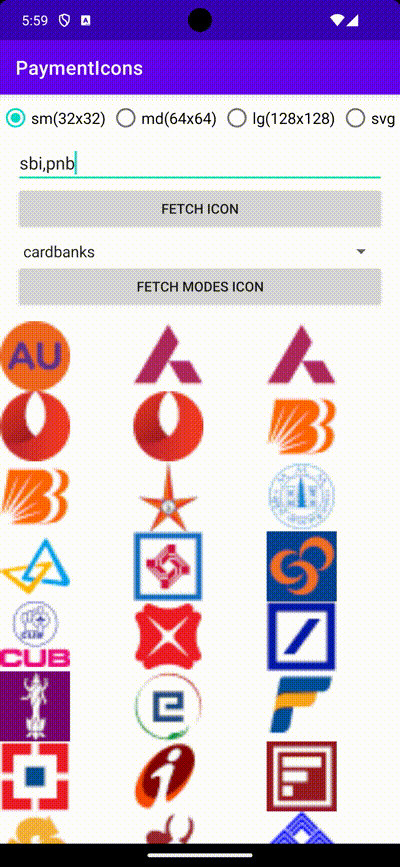 5:59 A
PaymentIcons
sm(32x32) md(64x64) lg(128x128) svg
sbi,pnb
FETCH ICON
cardbanks
FETCH MODES ICON
AU
CUB
CUB